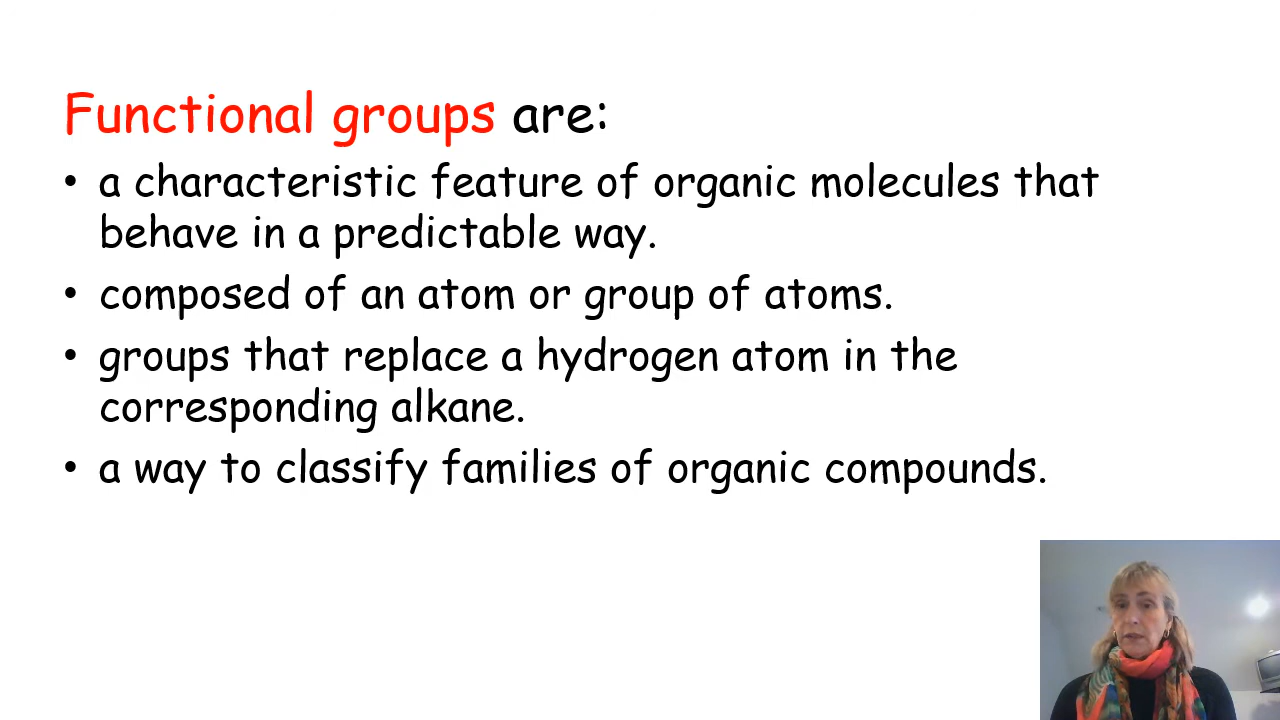 Functional groups are:
• a characteristic feature of organic molecules that
behave in a predictable way.
• composed of an atom or group of atoms.
• groups that replace a hydrogen atom in the
corresponding alkane.
• a way to classify families of organic compounds.